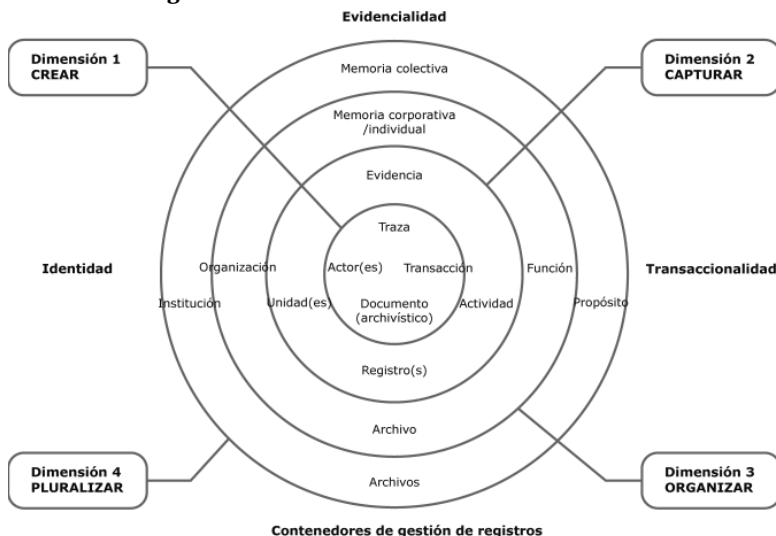 Evidencialidad
Dimensión 1
CREAR
Dimensión 2
CAPTURAR
Memoria colectiva
Memoria corporativa
/individual
Evidencia
Traza
Identidad
Organización
Actor(es)
Transacción
Función
Transaccionalidad
Institución
Unidad(es)
Documento
(archivístico)
Actividad
Propósito
Registro(s)
Archivo
Archivos
Dimensión 4
PLURALIZAR
Dimensión 3
ORGANIZAR
Contenedores de gestión de registros